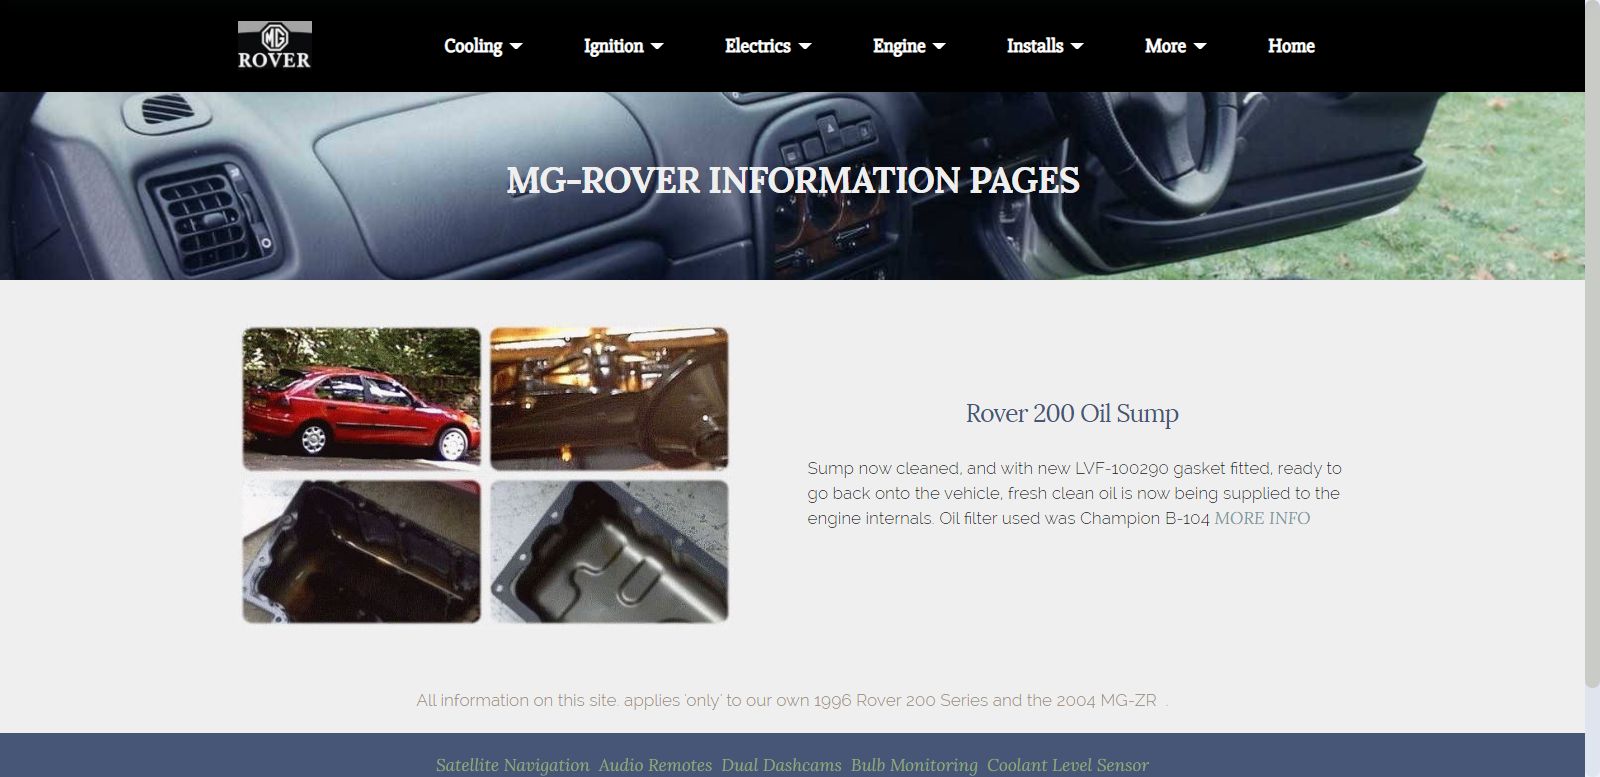 MG
ROVER
Cooling Ignition Electrics Engine Installs More Home
MG-ROVER INFORMATION PAGES
Rover 200 Oil Sump
Sump now cleaned, and with new LVF-100290 gasket fitted, ready to
go back onto the vehicle, fresh clean oil is now being supplied to the
engine internals. Oil filter used was Champion B-104 MORE INFO
All information on this site. applies 'only' to our own 1996 Rover 200 Series and the 2004 MG-ZR .
Satellite Navigation Audio Remotes Dual Dashcams Bulb Monitoring Coolant Level Sensor